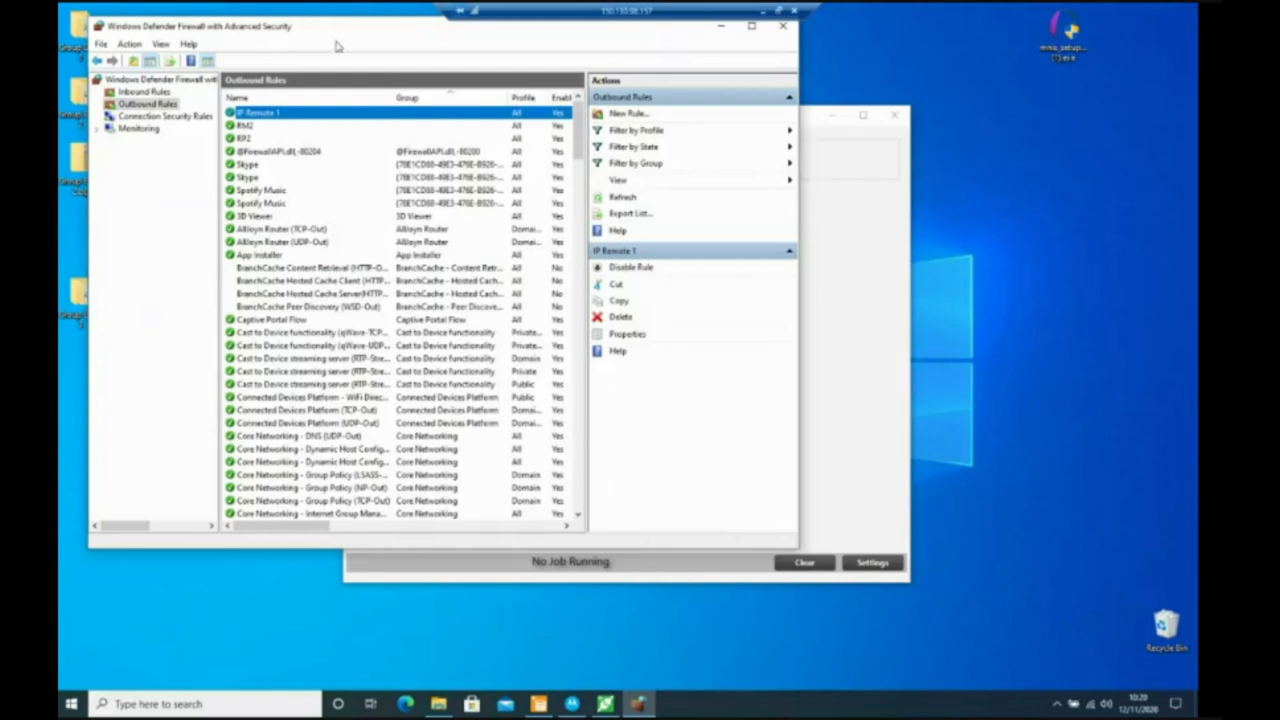 150.130.98.157
Windows Defender Firewall with Advanced Security
File Action View Help
Windows Defender Firewall wit
Inbound Rules
Outbound Rules
Connection Security Rules
Monitoring
Outbound Rules
Name Group Profile Enabl
IP Remote 1 All Yes
RM2 All Yes
RP2 All Yes
@FirewallAPI.dll,-80204 @FirewallAPI.dll,-80200 All Yes
Skype {78E1CD88-49E3-476E-B926-... All Yes
Skype {78E1CD88-49E3-476E-B926-... All Yes
Spotify Music {78E1CD88-49E3-476E-B926-... All Yes
Spotify Music {78E1CD88-49E3-476E-B926-... All Yes
3D Viewer 3D Viewer All Yes
AllJoyn Router (TCP-Out) AllJoyn Router Domai... Yes
AllJoyn Router (UDP-Out) AllJoyn Router Domai... Yes
App Installer App Installer All Yes
BranchCache Content Retrieval (HTTP-O... BranchCache - Content Retr... All No
BranchCache Hosted Cache Client (HTTP... BranchCache - Hosted Cach... All No
BranchCache Hosted Cache Server(HTTP... BranchCache - Hosted Cach... All No
BranchCache Peer Discovery (WSD-Out) BranchCache - Peer Discove... All No
Captive Portal Flow Captive Portal Flow All Yes
Cast to Device functionality (qWave-TCP... Cast to Device functionality Private... Yes
Cast to Device functionality (qWave-UDP... Cast to Device functionality Private... Yes
Cast to Device streaming server (RTP-Stre... Cast to Device functionality Domain Yes
Cast to Device streaming server (RTP-Stre... Cast to Device functionality Private Yes
Cast to Device streaming server (RTP-Stre... Cast to Device functionality Public Yes
Connected Devices Platform - WiFi Direc... Connected Devices Platform Public Yes
Connected Devices Platform (TCP-Out) Connected Devices Platform Domai... Yes
Connected Devices Platform (UDP-Out) Connected Devices Platform Domai... Yes
Core Networking - DNS (UDP-Out) Core Networking All Yes
Core Networking - Dynamic Host Config... Core Networking All Yes
Core Networking - Dynamic Host Config... Core Networking All Yes
Core Networking - Group Policy (LSASS-... Core Networking Domain Yes
Core Networking - Group Policy (NP-Out) Core Networking Domain Yes
Core Networking - Group Policy (TCP-Out) Core Networking Domain Yes
Core Networking - Internet Group Mana... Core Networking All Yes
Actions
Outbound Rules
New Rule...
Filter by Profile
Filter by State
Filter by Group
View
Refresh
Export List...
Help
IP Remote 1
Disable Rule
Cut
Copy
Delete
Properties
Help
No Job Running
Clear
Settings
mnis_setup...
(1).exe
Recycle Bin
Type here to search
10:20
12/11/2020